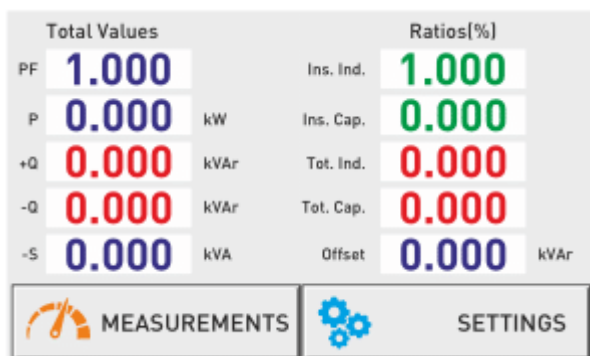 Total Values Ratios(%)
PF 1.000 Ins. Ind. 1.000
P 0.000 kW Ins. Cap. 0.000
+Q 0.000 kVAr Tot. Ind. 0.000
-Q 0.000 kVAr Tot. Cap. 0.000
-S 0.000 kVA Offset 0.000 kVAr
MEASUREMENTS SETTINGS